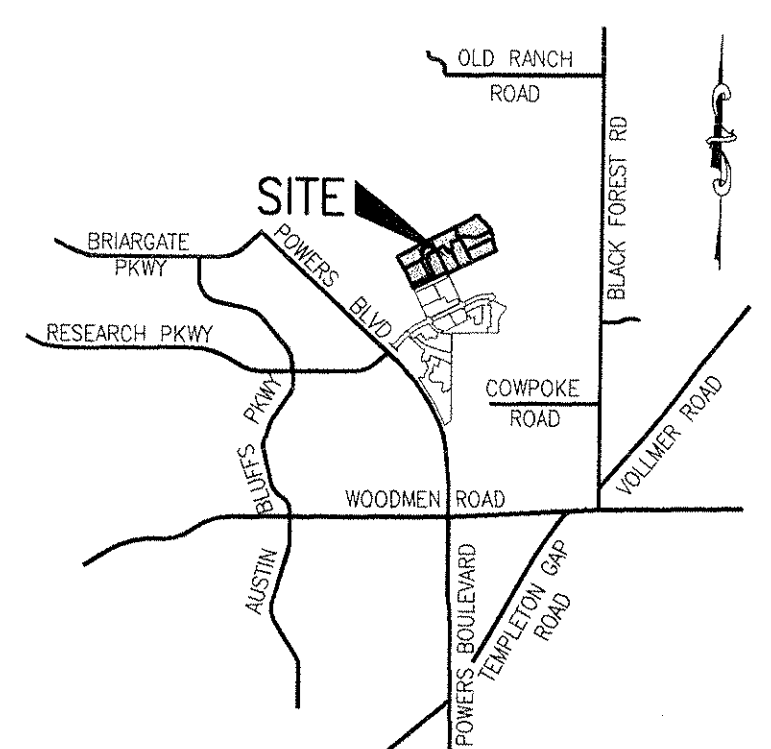 OLD RANCH
ROAD
BLACK FOREST RD
SITE
BRIARGATE
PKWY
POWERS BLVD
RESEARCH PKWY
COWPOKE
ROAD
VOLLMER ROAD
AUSTIN BLUFFS PKWY
WOODMEN ROAD
POWERS BOULEVARD
TEMPLETON GAP
ROAD